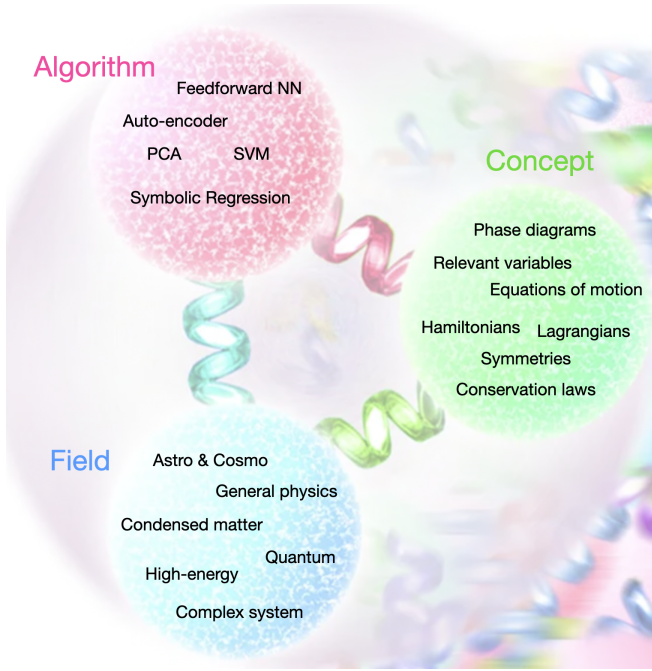 Algorithm
Feedforward NN
Auto-encoder
PCA SVM
Symbolic Regression
Concept
Phase diagrams
Relevant variables
Equations of motion
Hamiltonians Lagrangians
Symmetries
Conservation laws
Field
Astro & Cosmo
General physics
Condensed matter
Quantum
High-energy
Complex system